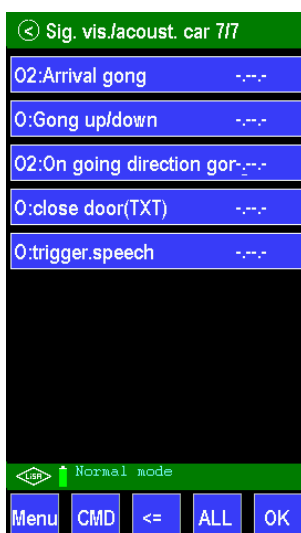 Sig. vis./acoust. car 7/7
O2:Arrival gong -.--.-
O:Gong up/down -.--.-
O2:On going direction gor-.--.-
O:close door(TXT) -.--.-
O:trigger.speech -.--.-
LiSA Normal mode
Menu CMD <= ALL OK